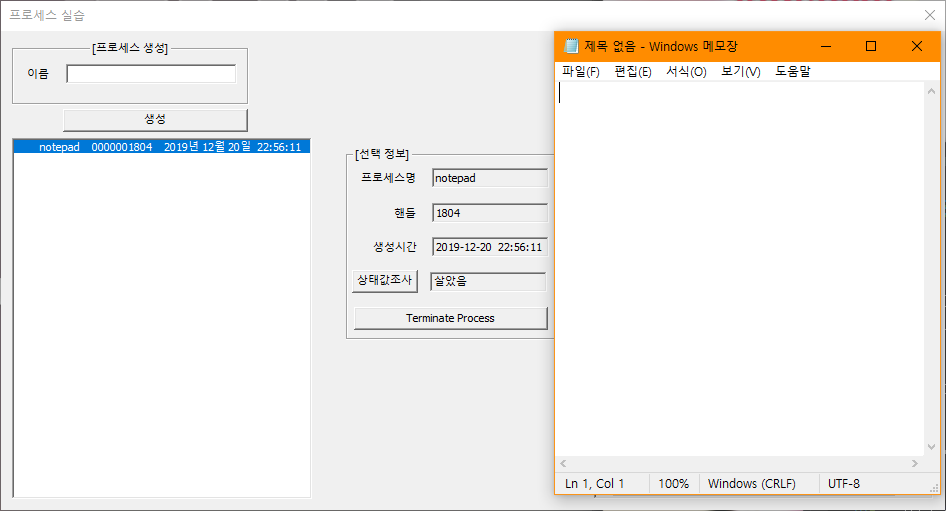 프로세스 실습
[프로세스 생성]
이름
생성
notepad 0000001804 2019년 12월 20일 22:56:11
[선택 정보]
프로세스명 notepad
핸들 1804
생성시간 2019-12-20 22:56:11
상태값조사 살았음
Terminate Process
제목 없음 - Windows 메모장
파일(F) 편집(E) 서식(O) 보기(V) 도움말
Ln 1, Col 1 100% Windows (CRLF) UTF-8